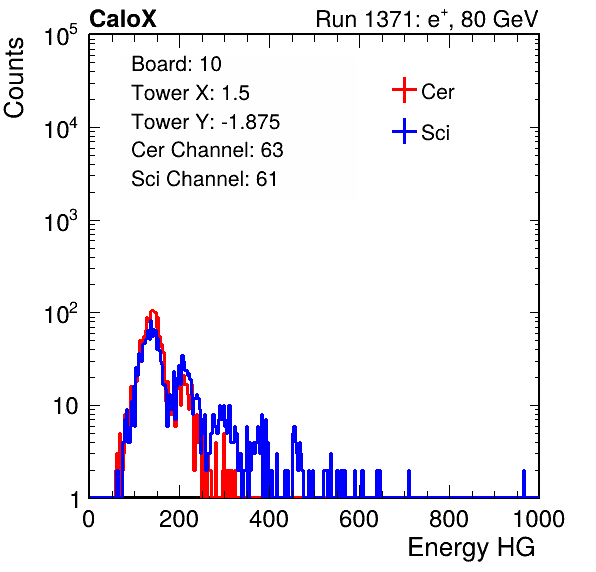 CaloX Run 1371: e+, 80 GeV
Counts
Board: 10
Tower X: 1.5
Tower Y: -1.875
Cer Channel: 63
Sci Channel: 61
Cer
Sci
10^5
10^4
10^3
10^2
10
1
0 200 400 600 800 1000
Energy HG